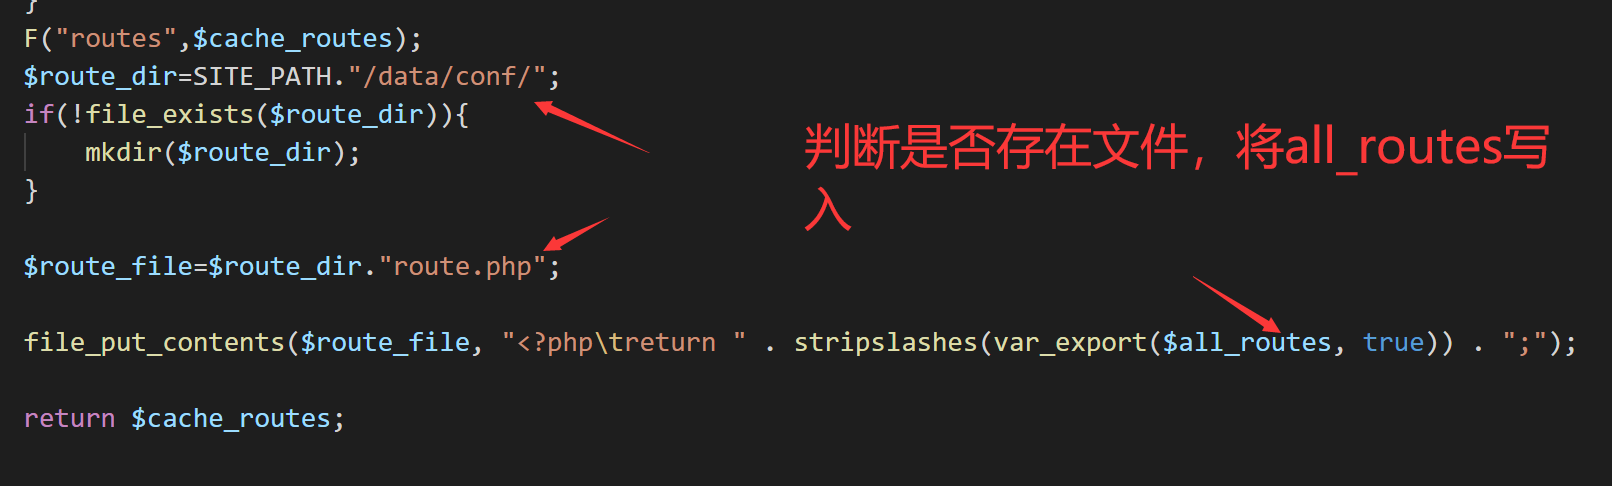 }
F("routes",$cache_routes);
$route_dir=SITE_PATH."/data/conf/";
if(!file_exists($route_dir)){
    mkdir($route_dir);
}
判断是否存在文件，将all_routes写
入
$route_file=$route_dir."route.php";
file_put_contents($route_file, "<?php\treturn " . stripslashes(var_export($all_routes, true)) . ";");
return $cache_routes;